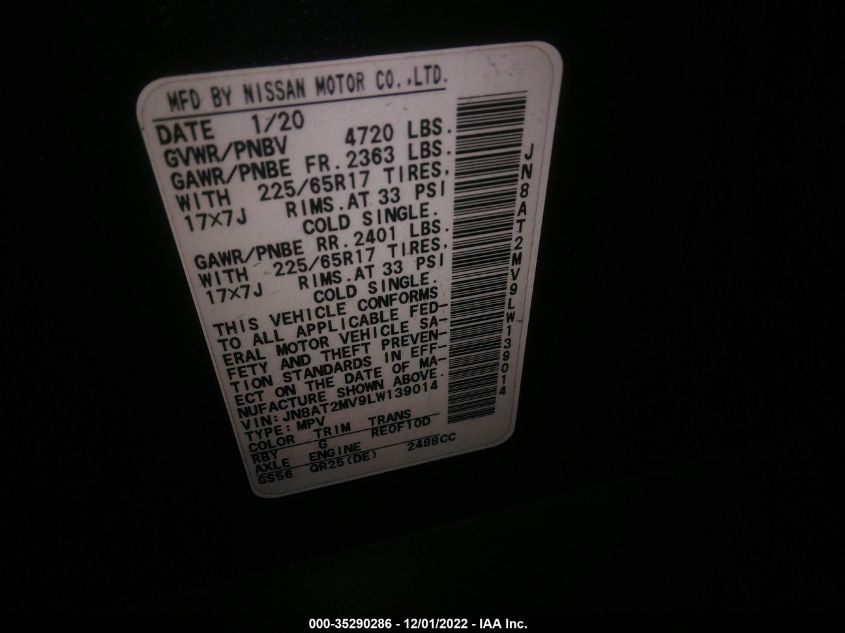 MFD BY NISSAN MOTOR CO.,LTD.
DATE 1/20
GVWR/PNBV 4720 LBS.
GAWR/PNBE FR. 2363 LBS.
WITH 225/65R17 TIRES,
17X7J RIMS.AT 33 PSI
COLD SINGLE.
GAWR/PNBE RR. 2401 LBS.
WITH 225/65R17 TIRES,
17X7J RIMS.AT 33 PSI
COLD SINGLE.
THIS VEHICLE CONFORMS
TO ALL APPLICABLE FED-
ERAL MOTOR VEHICLE SA-
FETY AND THEFT PREVEN-
TION STANDARDS IN EFF-
ECT ON THE DATE OF MA-
NUFACTURE SHOWN ABOVE.
VIN: JN8AT2MV9LW139014
TYPE: MPV
COLOR TRIM TRANS
RBY G RE0F10D
AXLE ENGINE
GS56 QR25(DE) 2488CC
JN8AT2MV9LW139014
000-35290286 - 12/01/2022 - IAA Inc.